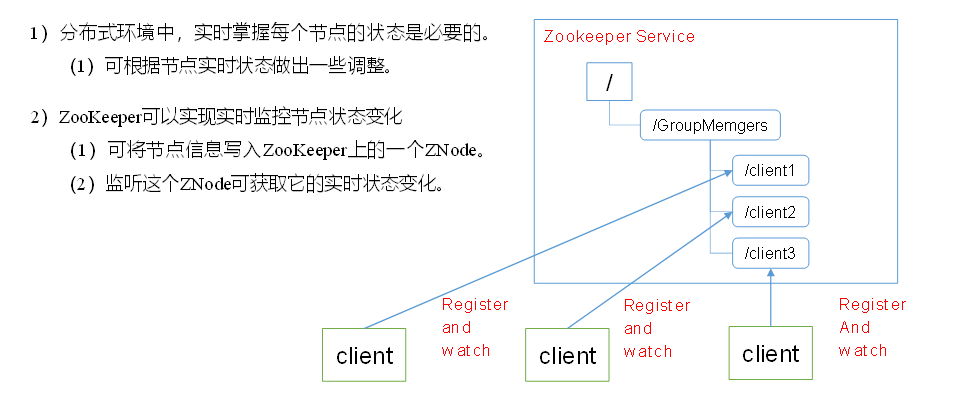 1）分布式环境中，实时掌握每个节点的状态是必要的。
（1）可根据节点实时状态做出一些调整。
2）ZooKeeper可以实现实时监控节点状态变化
（1）可将节点信息写入ZooKeeper上的一个ZNode。
（2）监听这个ZNode可获取它的实时状态变化。
Zookeeper Service
/
/GroupMemgers
/client1
/client2
/client3
Register
and
watch
client
Register
and
watch
client
Register
And
watch
client